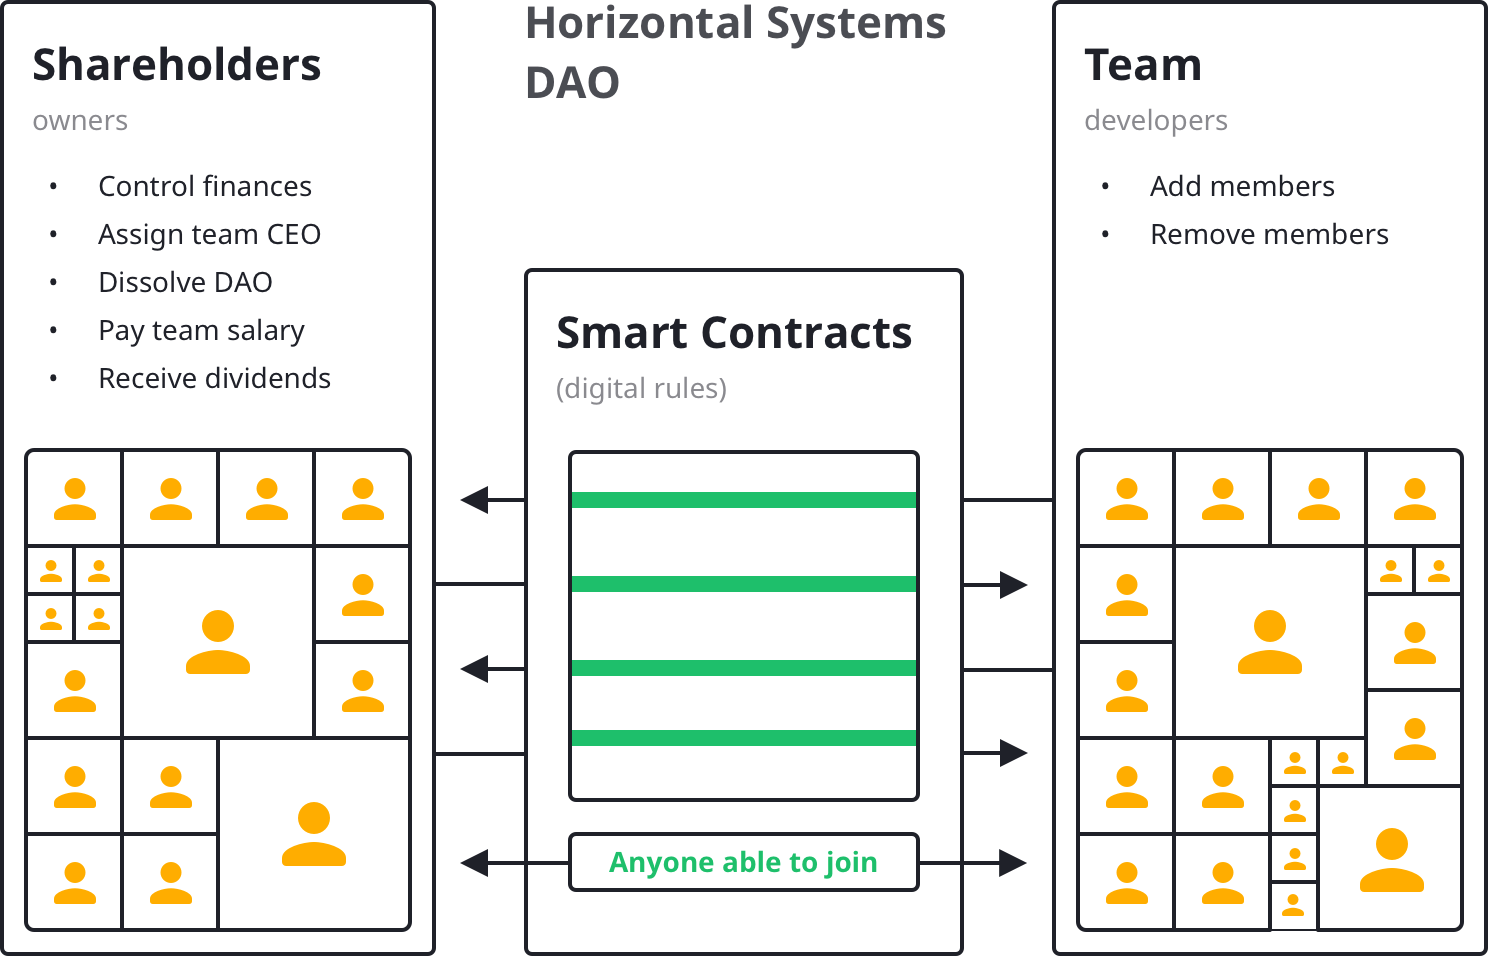 Shareholders
owners
• Control finances
• Assign team CEO
• Dissolve DAO
• Pay team salary
• Receive dividends
Horizontal Systems
DAO
Smart Contracts
(digital rules)
Anyone able to join
Team
developers
• Add members
• Remove members